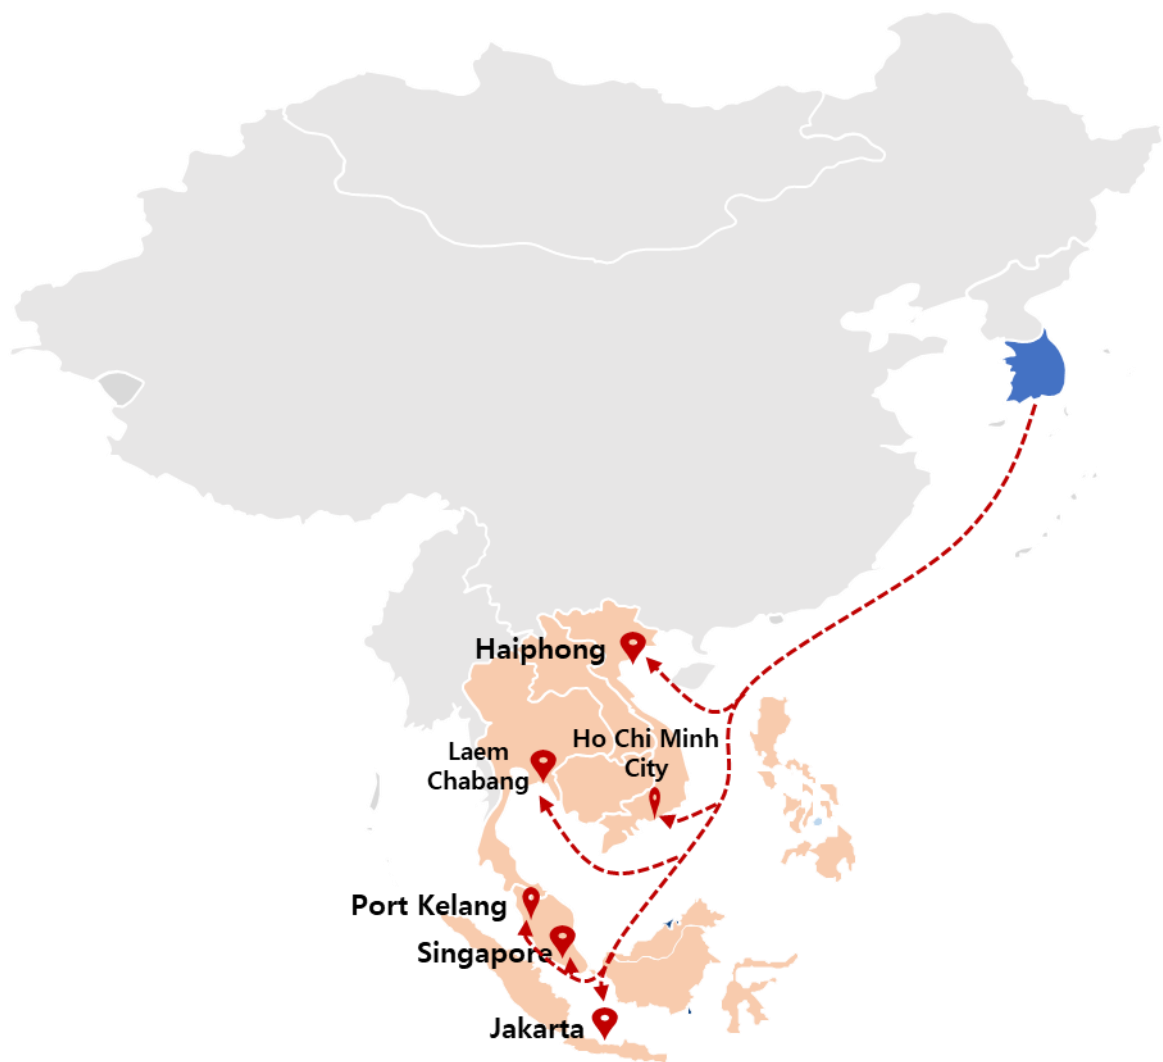 Haiphong
Ho Chi Minh
City
Laem
Chabang
Port Kelang
Singapore
Jakarta